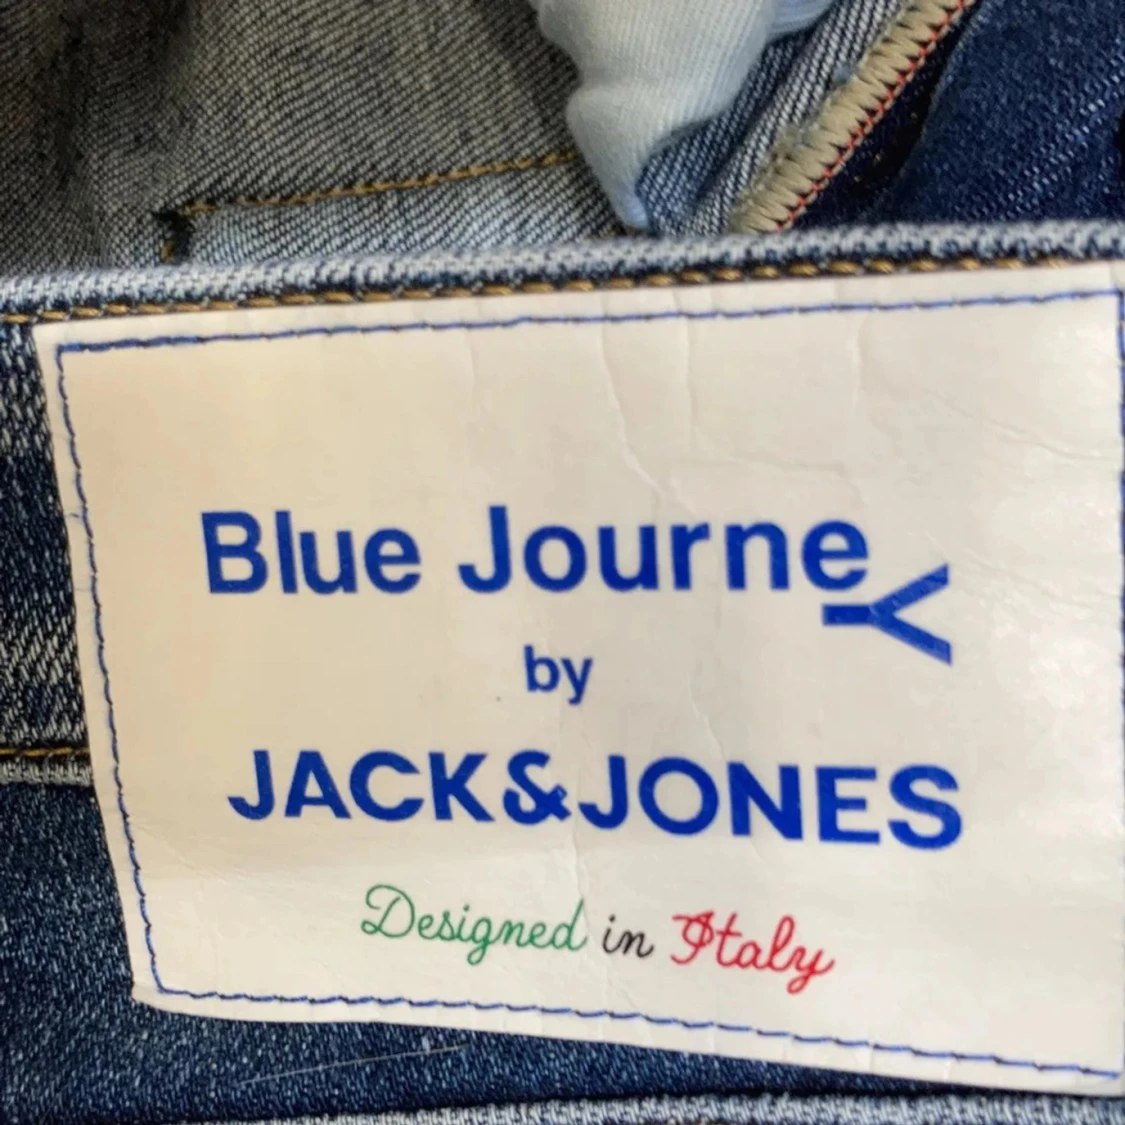 Blue JourneY
by
JACK&JONES
Designed in Italy